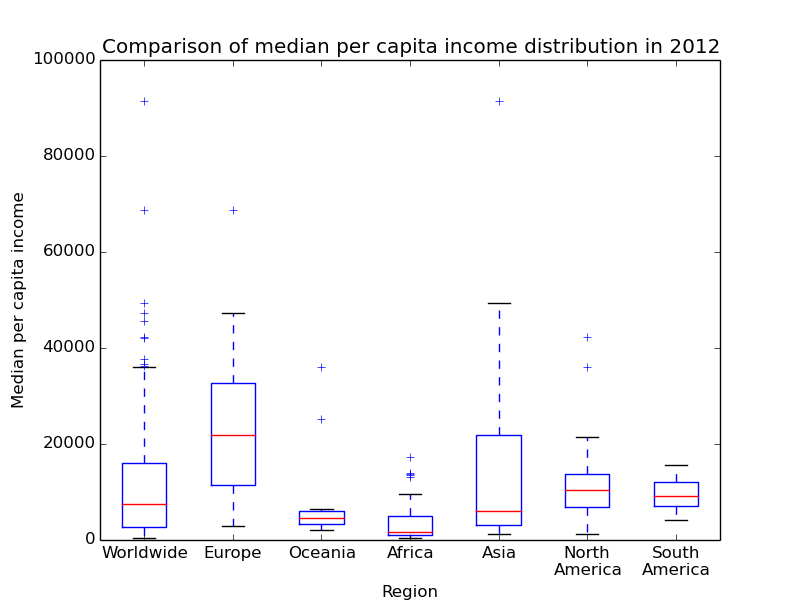 Comparison of median per capita income distribution in 2012
100000
80000
60000
40000
20000
0
Median per capita income
Worldwide
Europe
Oceania
Africa
Asia
North
America
South
America
Region